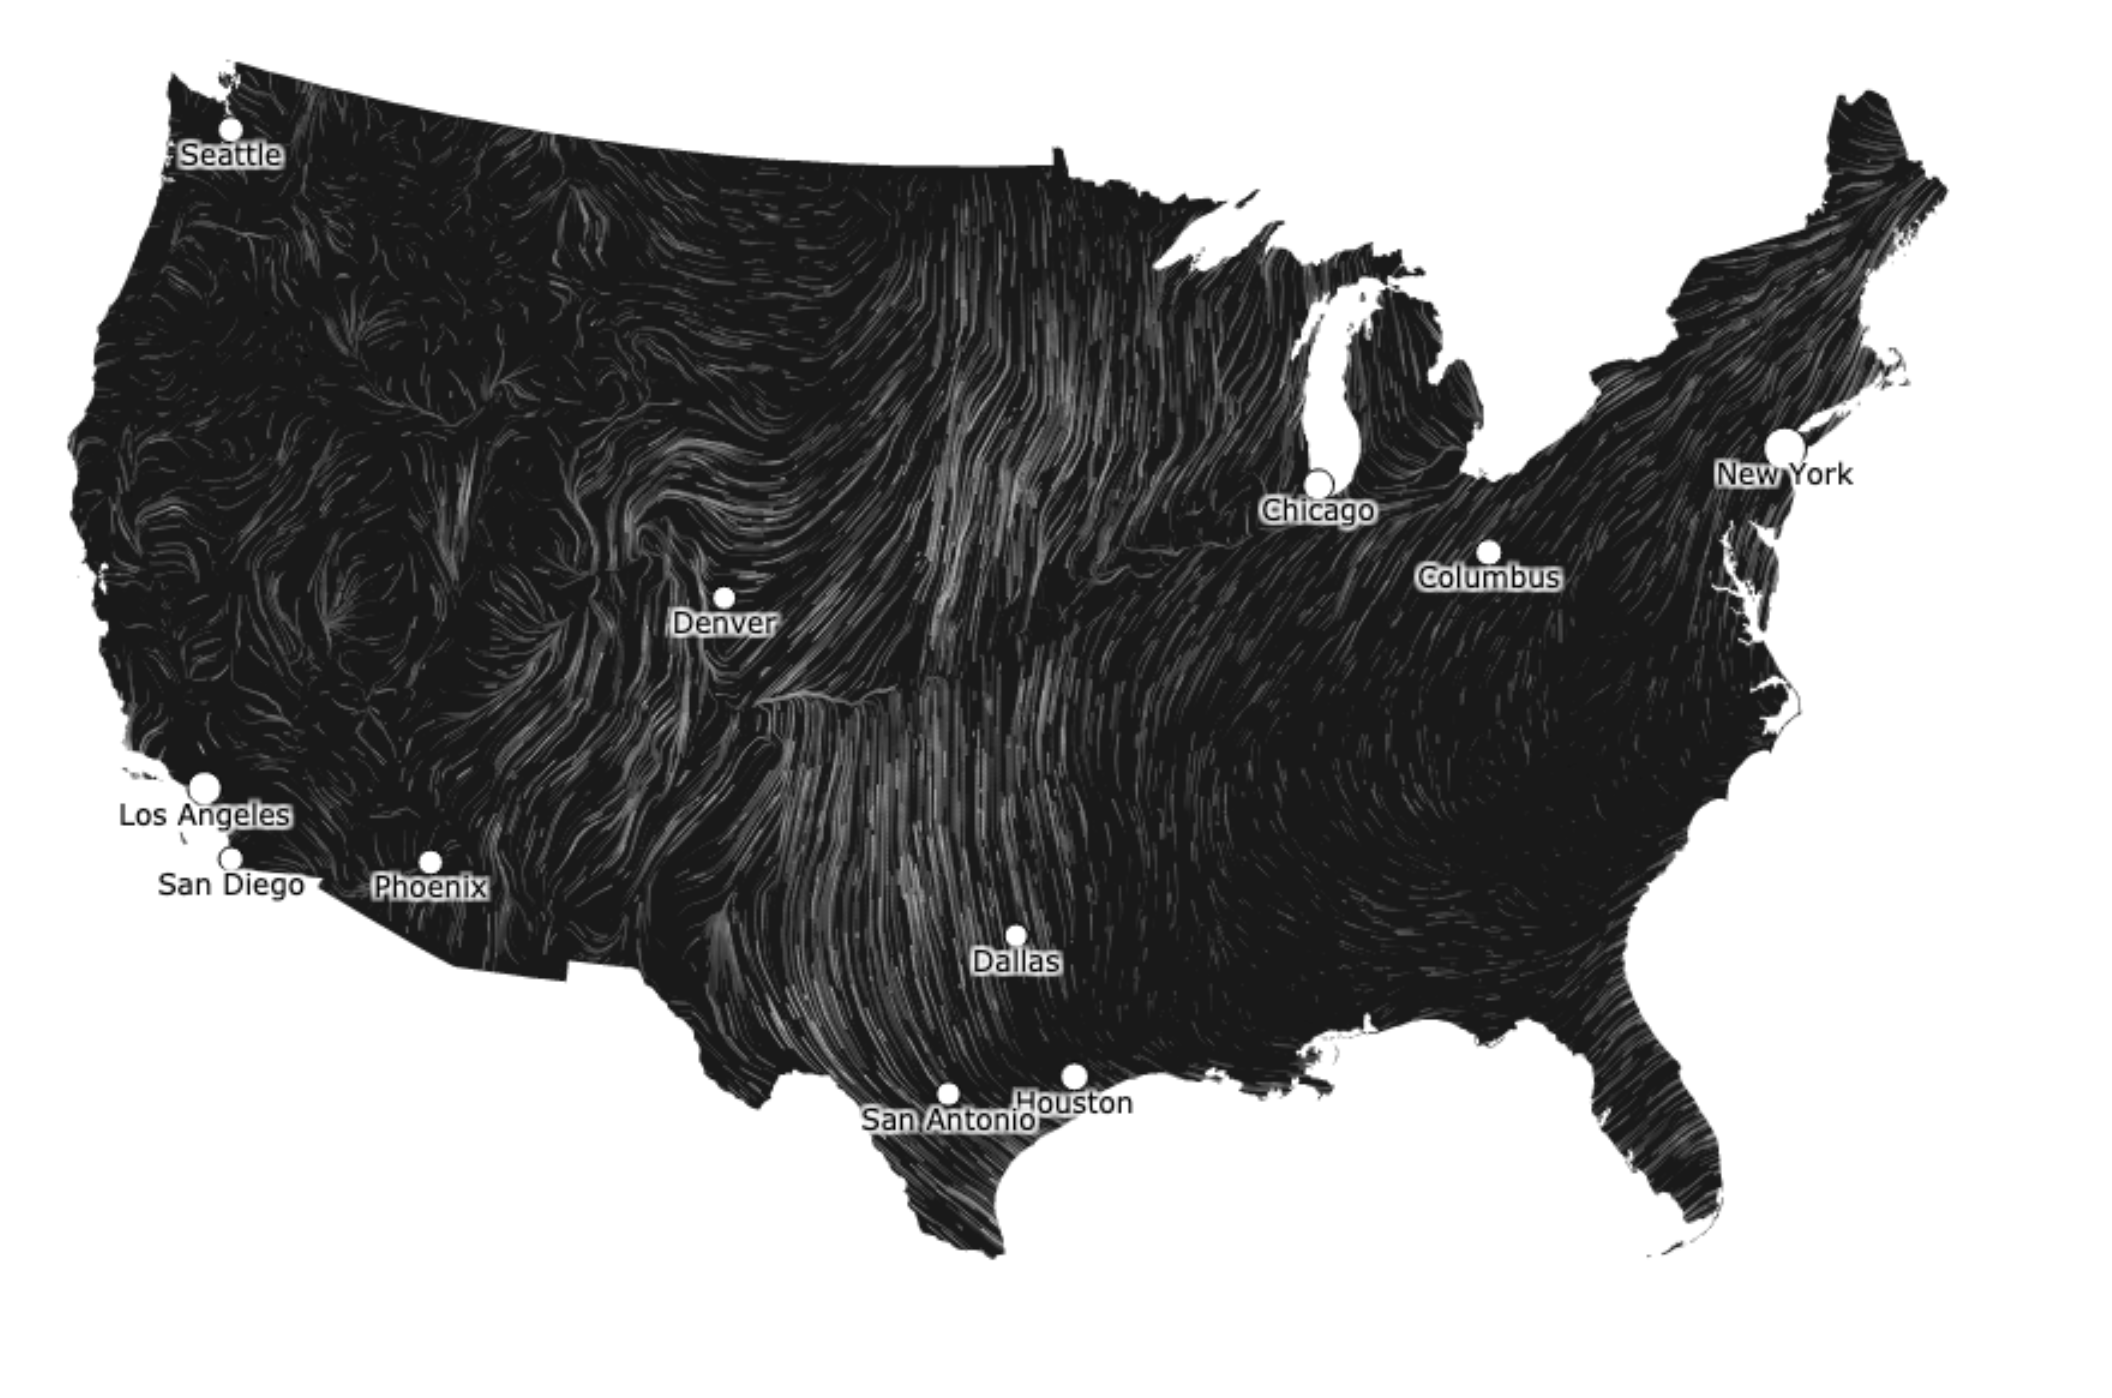 Seattle
New York
Chicago
Columbus
Denver
Los Angeles
San Diego
Phoenix
Dallas
Houston
San Antonio